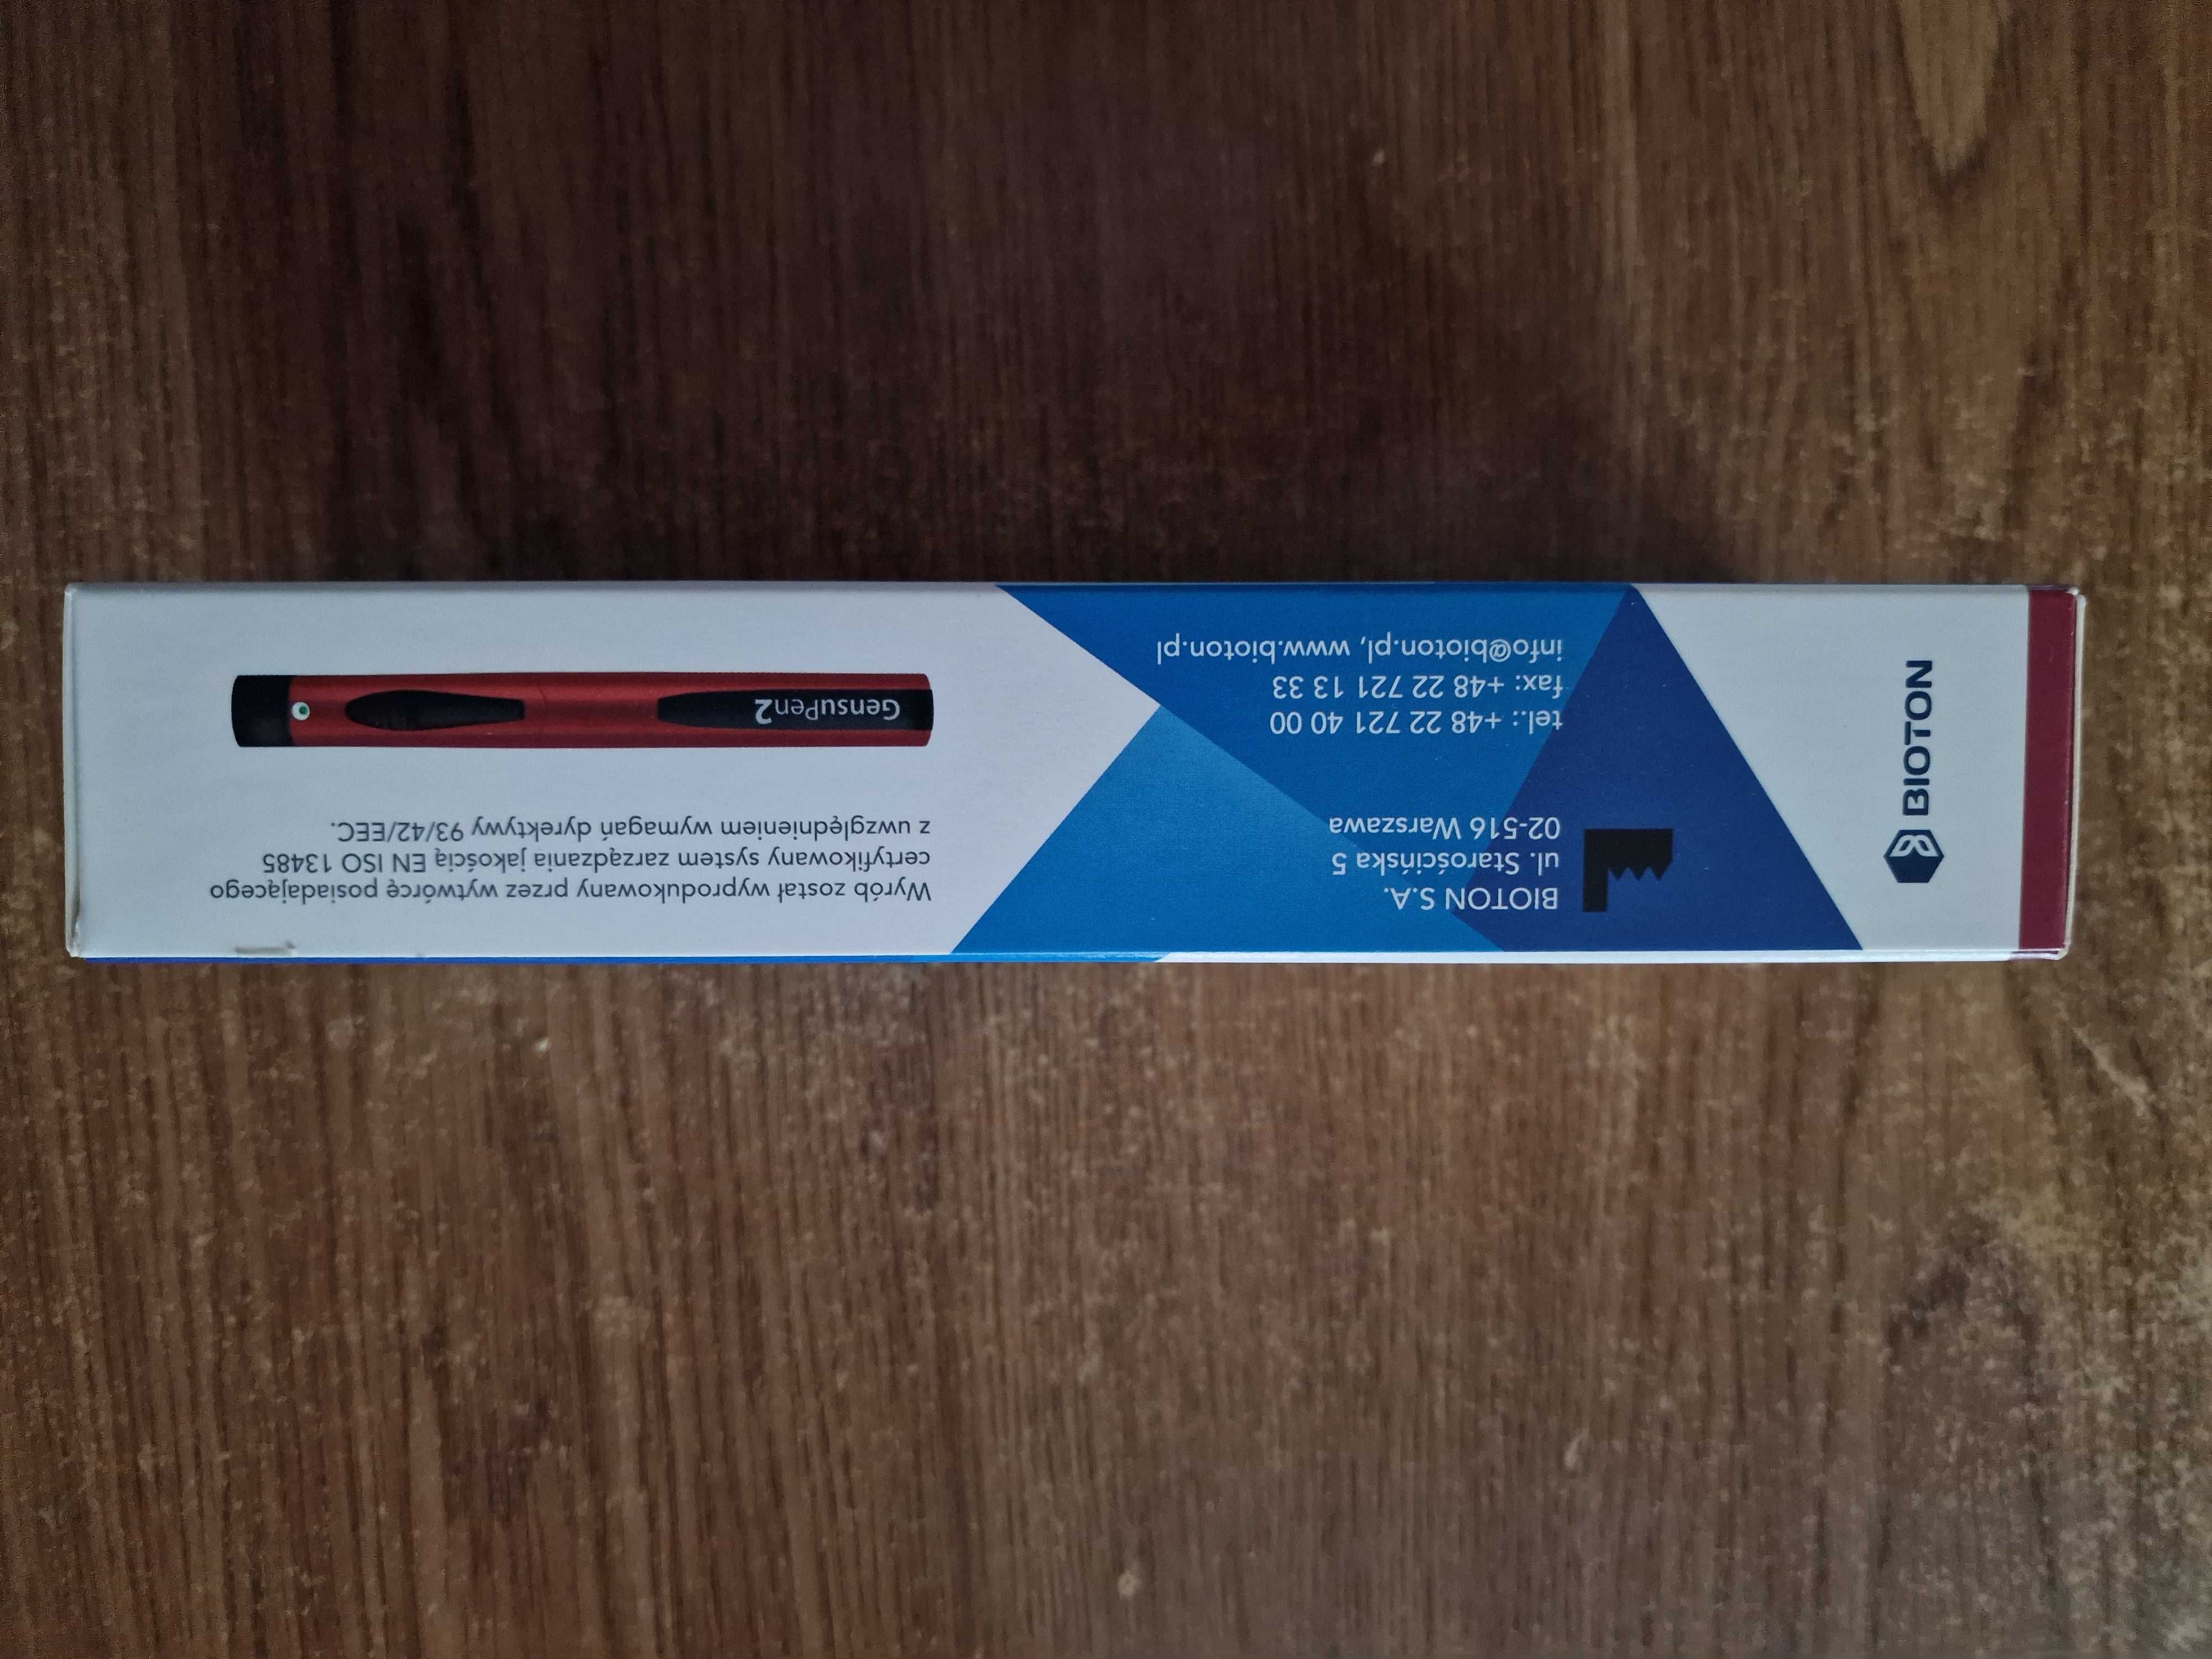 BIOTON
BIOTON S.A.
ul. Starościńska 5
02-516 Warszawa
tel.: +48 22 721 40 00
fax: +48 22 721 13 33
info@bioton.pl, www.bioton.pl
Wyrób został wyprodukowany przez wytwórcę posiadającego
certyfikowany system zarządzania jakością EN ISO 13485
z uwzględnieniem wymagań dyrektywy 93/42/EEC.
GensuPen2